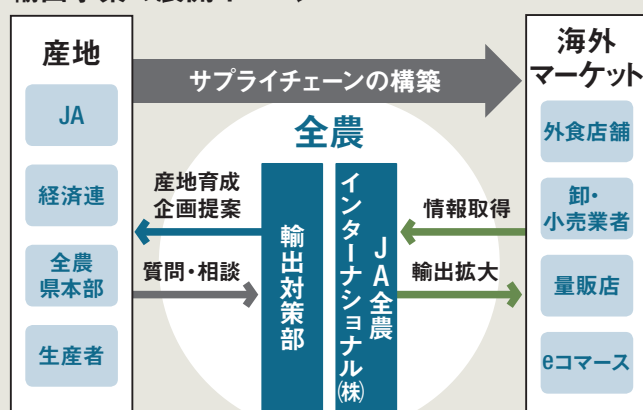 産地
JA
経済連
全農
県本部
生産者
サプライチェーンの構築
全農
産地育成
企画提案
質問・相談
輸出対策部
JA全農
インターナショナル(株)
情報取得
輸出拡大
海外
マーケット
外食店舗
卸・
小売業者
量販店
eコマース